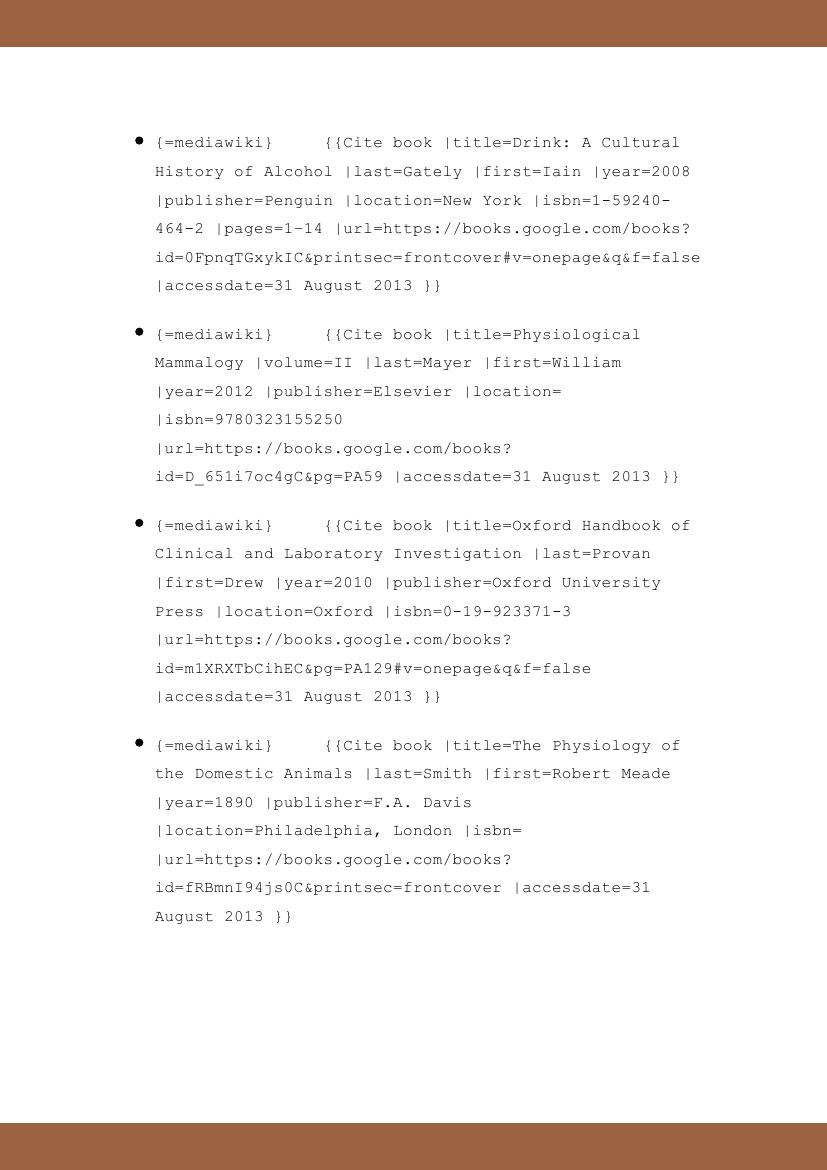 • {=mediawiki}     {{Cite book |title=Drink: A Cultural
History of Alcohol |last=Gately |first=Iain |year=2008
|publisher=Penguin |location=New York |isbn=1-59240-
464-2 |pages=1–14 |url=https://books.google.com/books?
id=0FpnqTGxykIC&printsec=frontcover#v=onepage&q&f=false
|accessdate=31 August 2013 }}
• {=mediawiki}     {{Cite book |title=Physiological
Mammalogy |volume=II |last=Mayer |first=William
|year=2012 |publisher=Elsevier |location=
|isbn=9780323155250
|url=https://books.google.com/books?
id=D_651i7oc4gC&pg=PA59 |accessdate=31 August 2013 }}
• {=mediawiki}     {{Cite book |title=Oxford Handbook of
Clinical and Laboratory Investigation |last=Provan
|first=Drew |year=2010 |publisher=Oxford University
Press |location=Oxford |isbn=0-19-923371-3
|url=https://books.google.com/books?
id=m1XRXTbCihEC&pg=PA129#v=onepage&q&f=false
|accessdate=31 August 2013 }}
• {=mediawiki}     {{Cite book |title=The Physiology of
the Domestic Animals |last=Smith |first=Robert Meade
|year=1890 |publisher=F.A. Davis
|location=Philadelphia, London |isbn=
|url=https://books.google.com/books?
id=fRBmnI94js0C&printsec=frontcover |accessdate=31
August 2013 }}